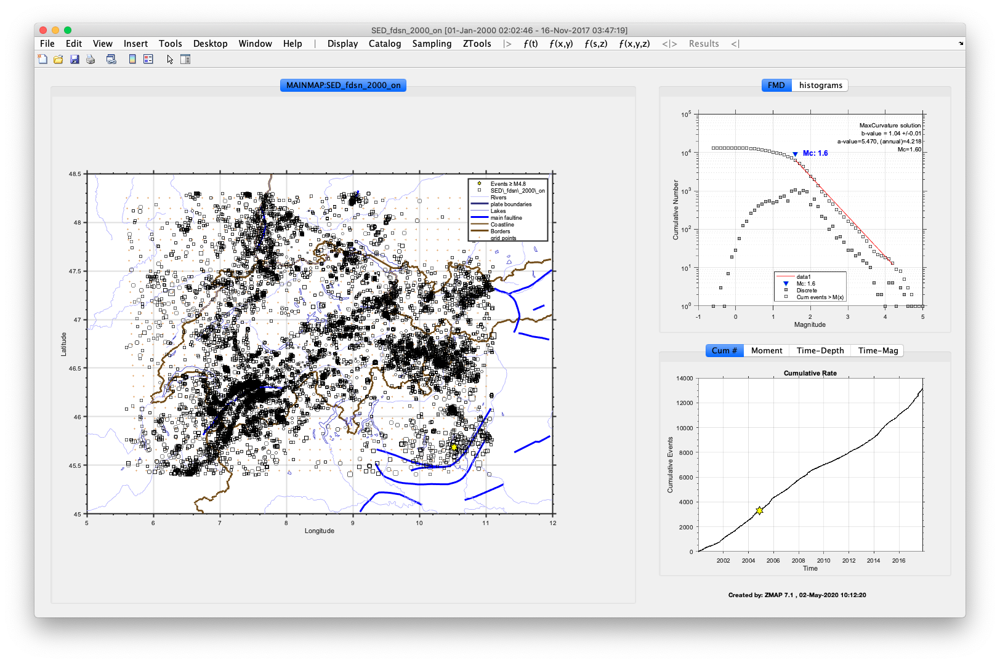 SED_fdsn_2000_on [01-Jan-2000 02:02:46 - 16-Nov-2017 03:47:19]
File Edit View Insert Tools Desktop Window Help | Display Catalog Sampling ZTools |> ƒ(t) ƒ(x,y) ƒ(s,z) ƒ(x,y,z) <|> Results <|
MAINMAP:SED_fdsn_2000_on
48.5
48
47.5
47
46.5
46
45.5
45
Latitude
5 6 7 8 9 10 11 12
Longitude
Events ≥ M4.8
SED\_fdsn\_2000\_on
Rivers
plate boundaries
Lakes
main faultline
Coastline
Borders
grid points
FMD histograms
10^5
10^4
10^3
10^2
10^1
10^0
Cumulative Number
MaxCurvature solution
b-value = 1.04 +/-0.01
a-value=5.470, (annual)=4.218
Mc=1.60
Mc: 1.6
data1
Mc: 1.6
Discrete
Cum events > M(x)
-1 0 1 2 3 4 5
Magnitude
Cum # Moment Time-Depth Time-Mag
Cumulative Rate
14000
12000
10000
8000
6000
4000
2000
0
Cumulative Events
2002 2004 2006 2008 2010 2012 2014 2016
Time
Created by: ZMAP 7.1 , 02-May-2020 10:12:20